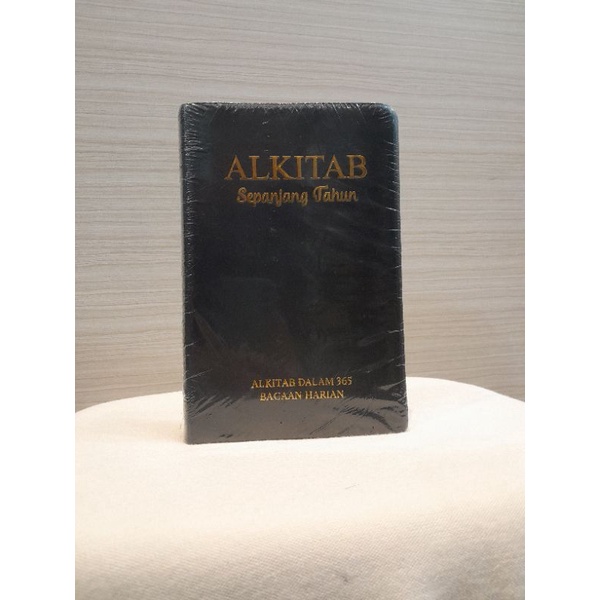 ALKITAB
Sepanjang Tahun
ALKITAB DALAM 365
BACAAN HARIAN